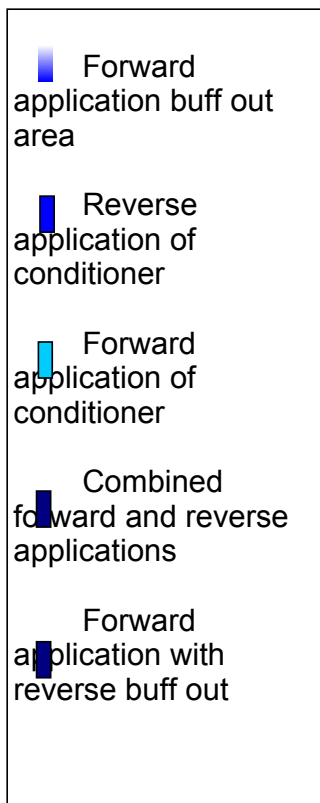 Forward
application buff out
area
Reverse
application of
conditioner
Forward
application of
conditioner
Combined
forward and reverse
applications
Forward
application with
reverse buff out